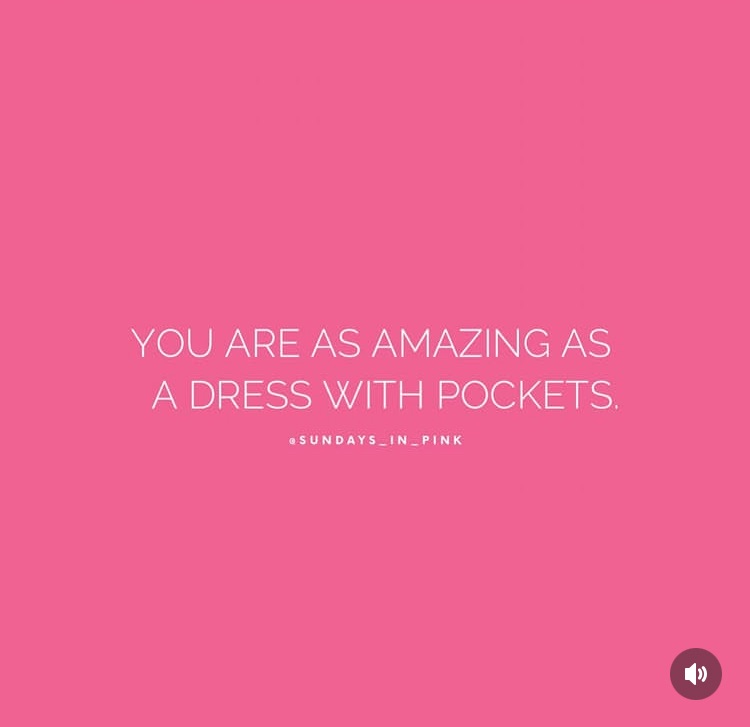 YOU ARE AS AMAZING AS
A DRESS WITH POCKETS.
@SUNDAYS_IN_PINK